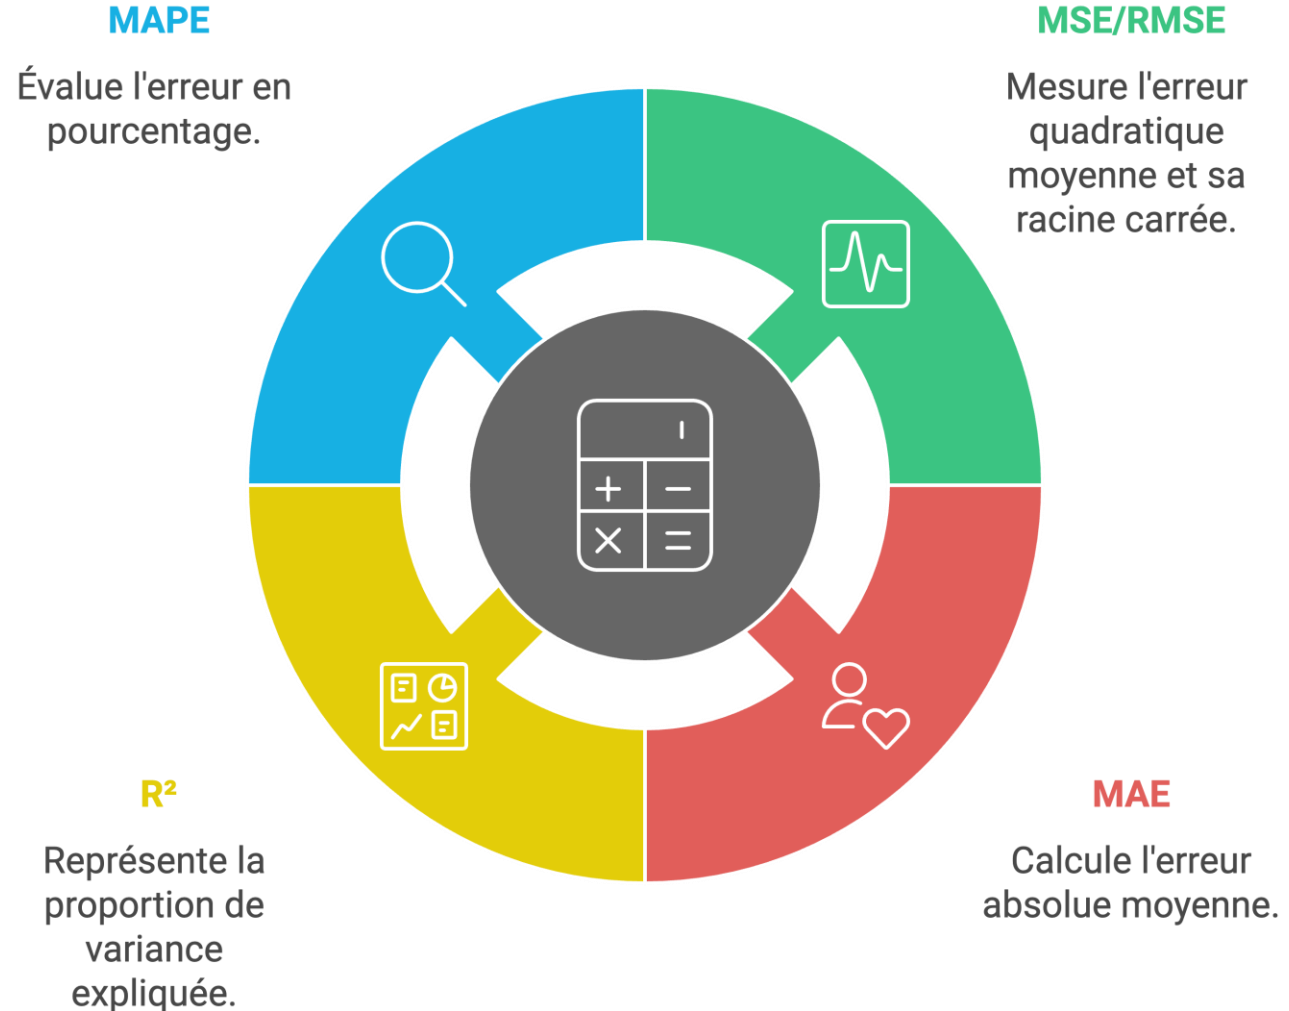 MAPE
Évalue l'erreur en
pourcentage.
MSE/RMSE
Mesure l'erreur
quadratique
moyenne et sa
racine carrée.
R²
Représente la
proportion de
variance
expliquée.
MAE
Calcule l'erreur
absolue moyenne.